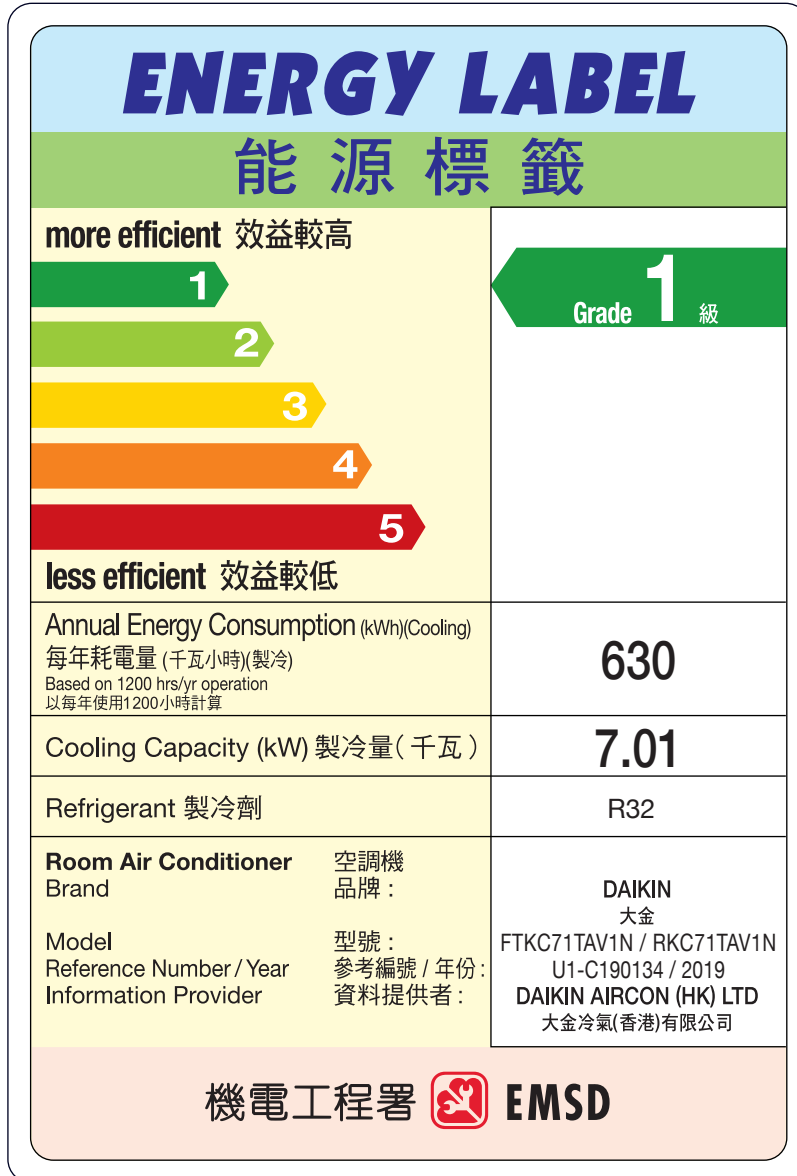 ENERGY LABEL
能源標籤
more efficient 效益較高
1
Grade 1 級
2
3
4
5
less efficient 效益較低
Annual Energy Consumption (kWh)(Cooling)
每年耗電量 (千瓦小時)(製冷)
Based on 1200 hrs/yr operation
以每年使用1200小時計算
630
Cooling Capacity (kW) 製冷量(千瓦)
7.01
Refrigerant 製冷劑
R32
Room Air Conditioner 空調機
Brand 品牌 :
DAIKIN
大金
Model 型號 :
FTKC71TAV1N / RKC71TAV1N
Reference Number / Year 參考編號 / 年份 :
U1-C190134 / 2019
Information Provider 資料提供者 :
DAIKIN AIRCON (HK) LTD
大金冷氣(香港)有限公司
機電工程署 EMSD